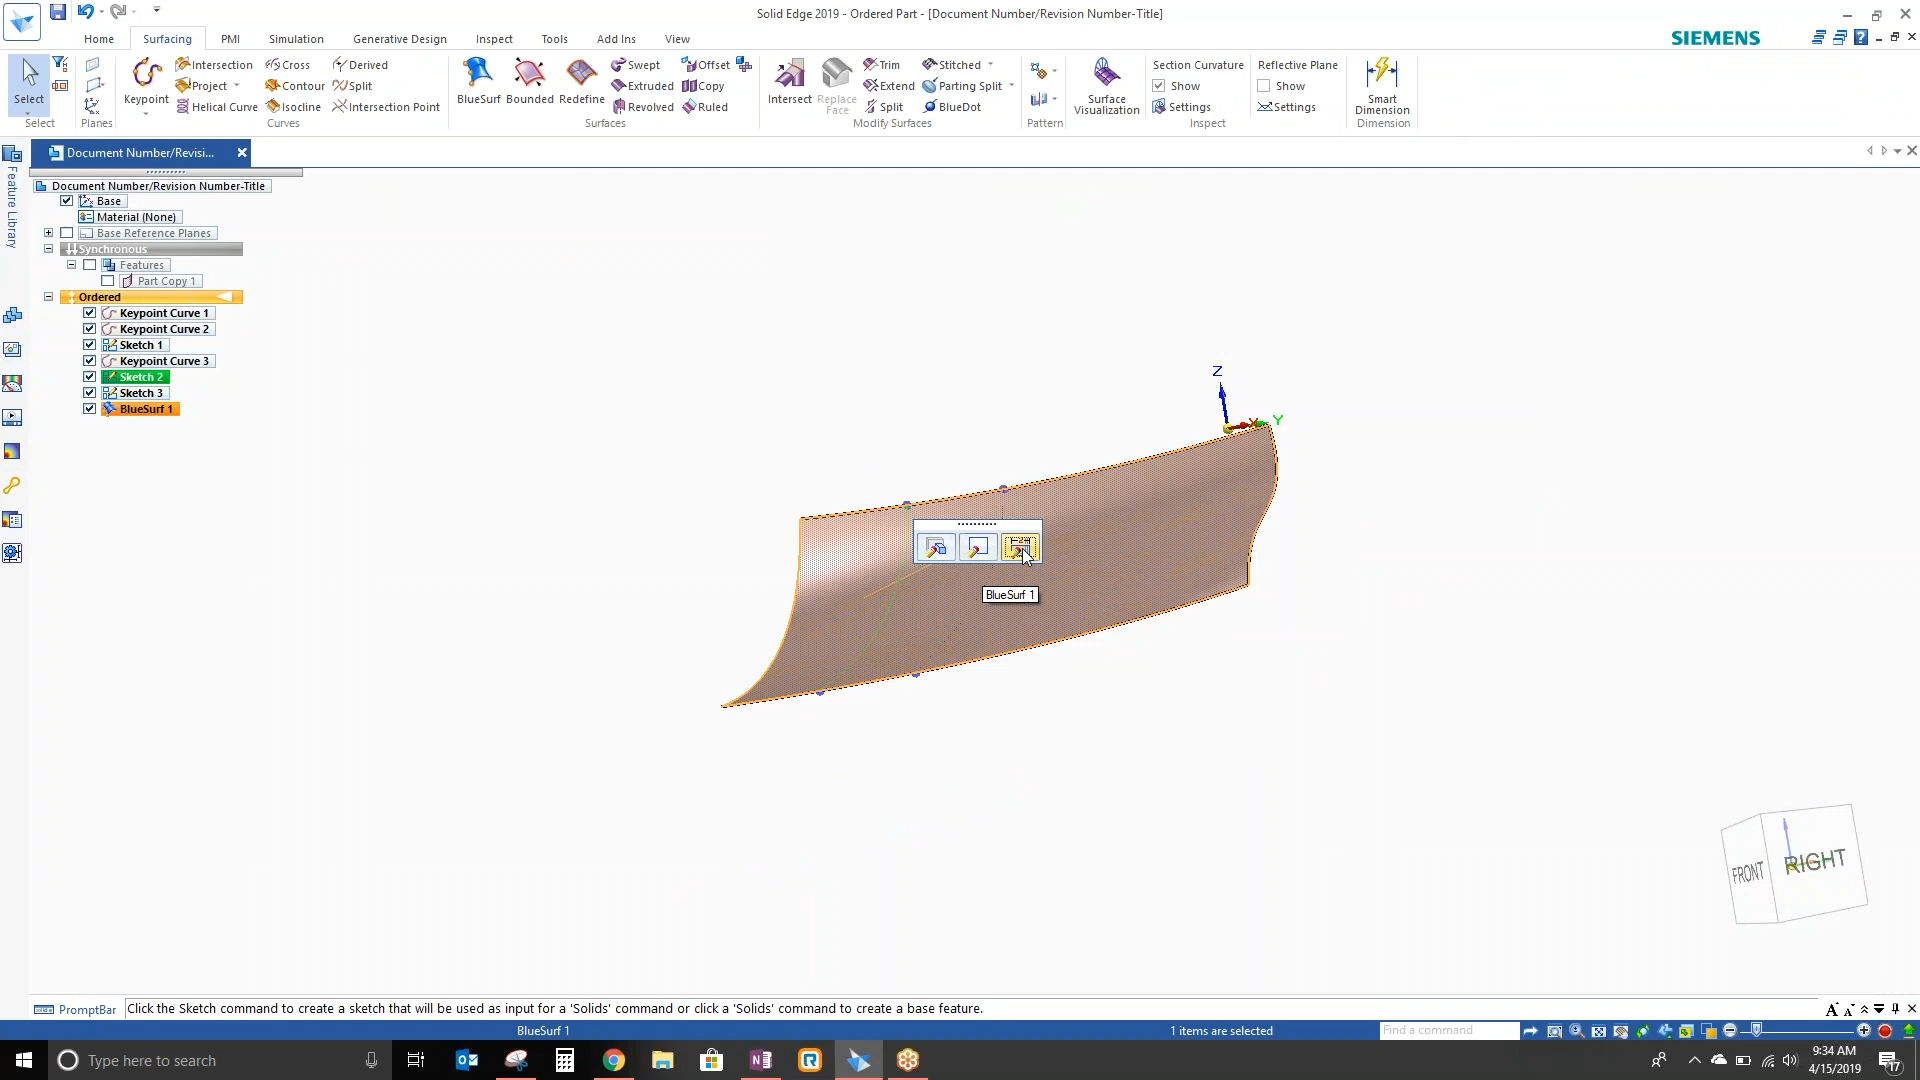 Solid Edge 2019 - Ordered Part - [Document Number/Revision Number-Title]
Home Surfacing PMI Simulation Generative Design Inspect Tools Add Ins View
SIEMENS
Select
Select
Planes
Keypoint
Intersection
Project
Helical Curve
Cross
Contour
Isocline
Derived
Split
Intersection Point
Curves
BlueSurf
Bounded
Redefine
Swept
Extruded
Revolved
Offset
Copy
Ruled
Surfaces
Intersect
Replace
Face
Trim
Extend
Split
Stitched
Parting Split
BlueDot
Modify Surfaces
Pattern
Surface
Visualization
Section Curvature
Show
Settings
Reflective Plane
Show
Settings
Inspect
Smart
Dimension
Dimension
Document Number/Revisi...
Feature Library
Document Number/Revision Number-Title
Base
Material (None)
Base Reference Planes
Synchronous
Features
Part Copy 1
Ordered
Keypoint Curve 1
Keypoint Curve 2
Sketch 1
Keypoint Curve 3
Sketch 2
Sketch 3
BlueSurf 1
Z
X
Y
BlueSurf 1
FRONT
RIGHT
PromptBar
Click the Sketch command to create a sketch that will be used as input for a 'Solids' command or click a 'Solids' command to create a base feature.
BlueSurf 1
1 items are selected
Find a command
Type here to search
9:34 AM
4/15/2019
17